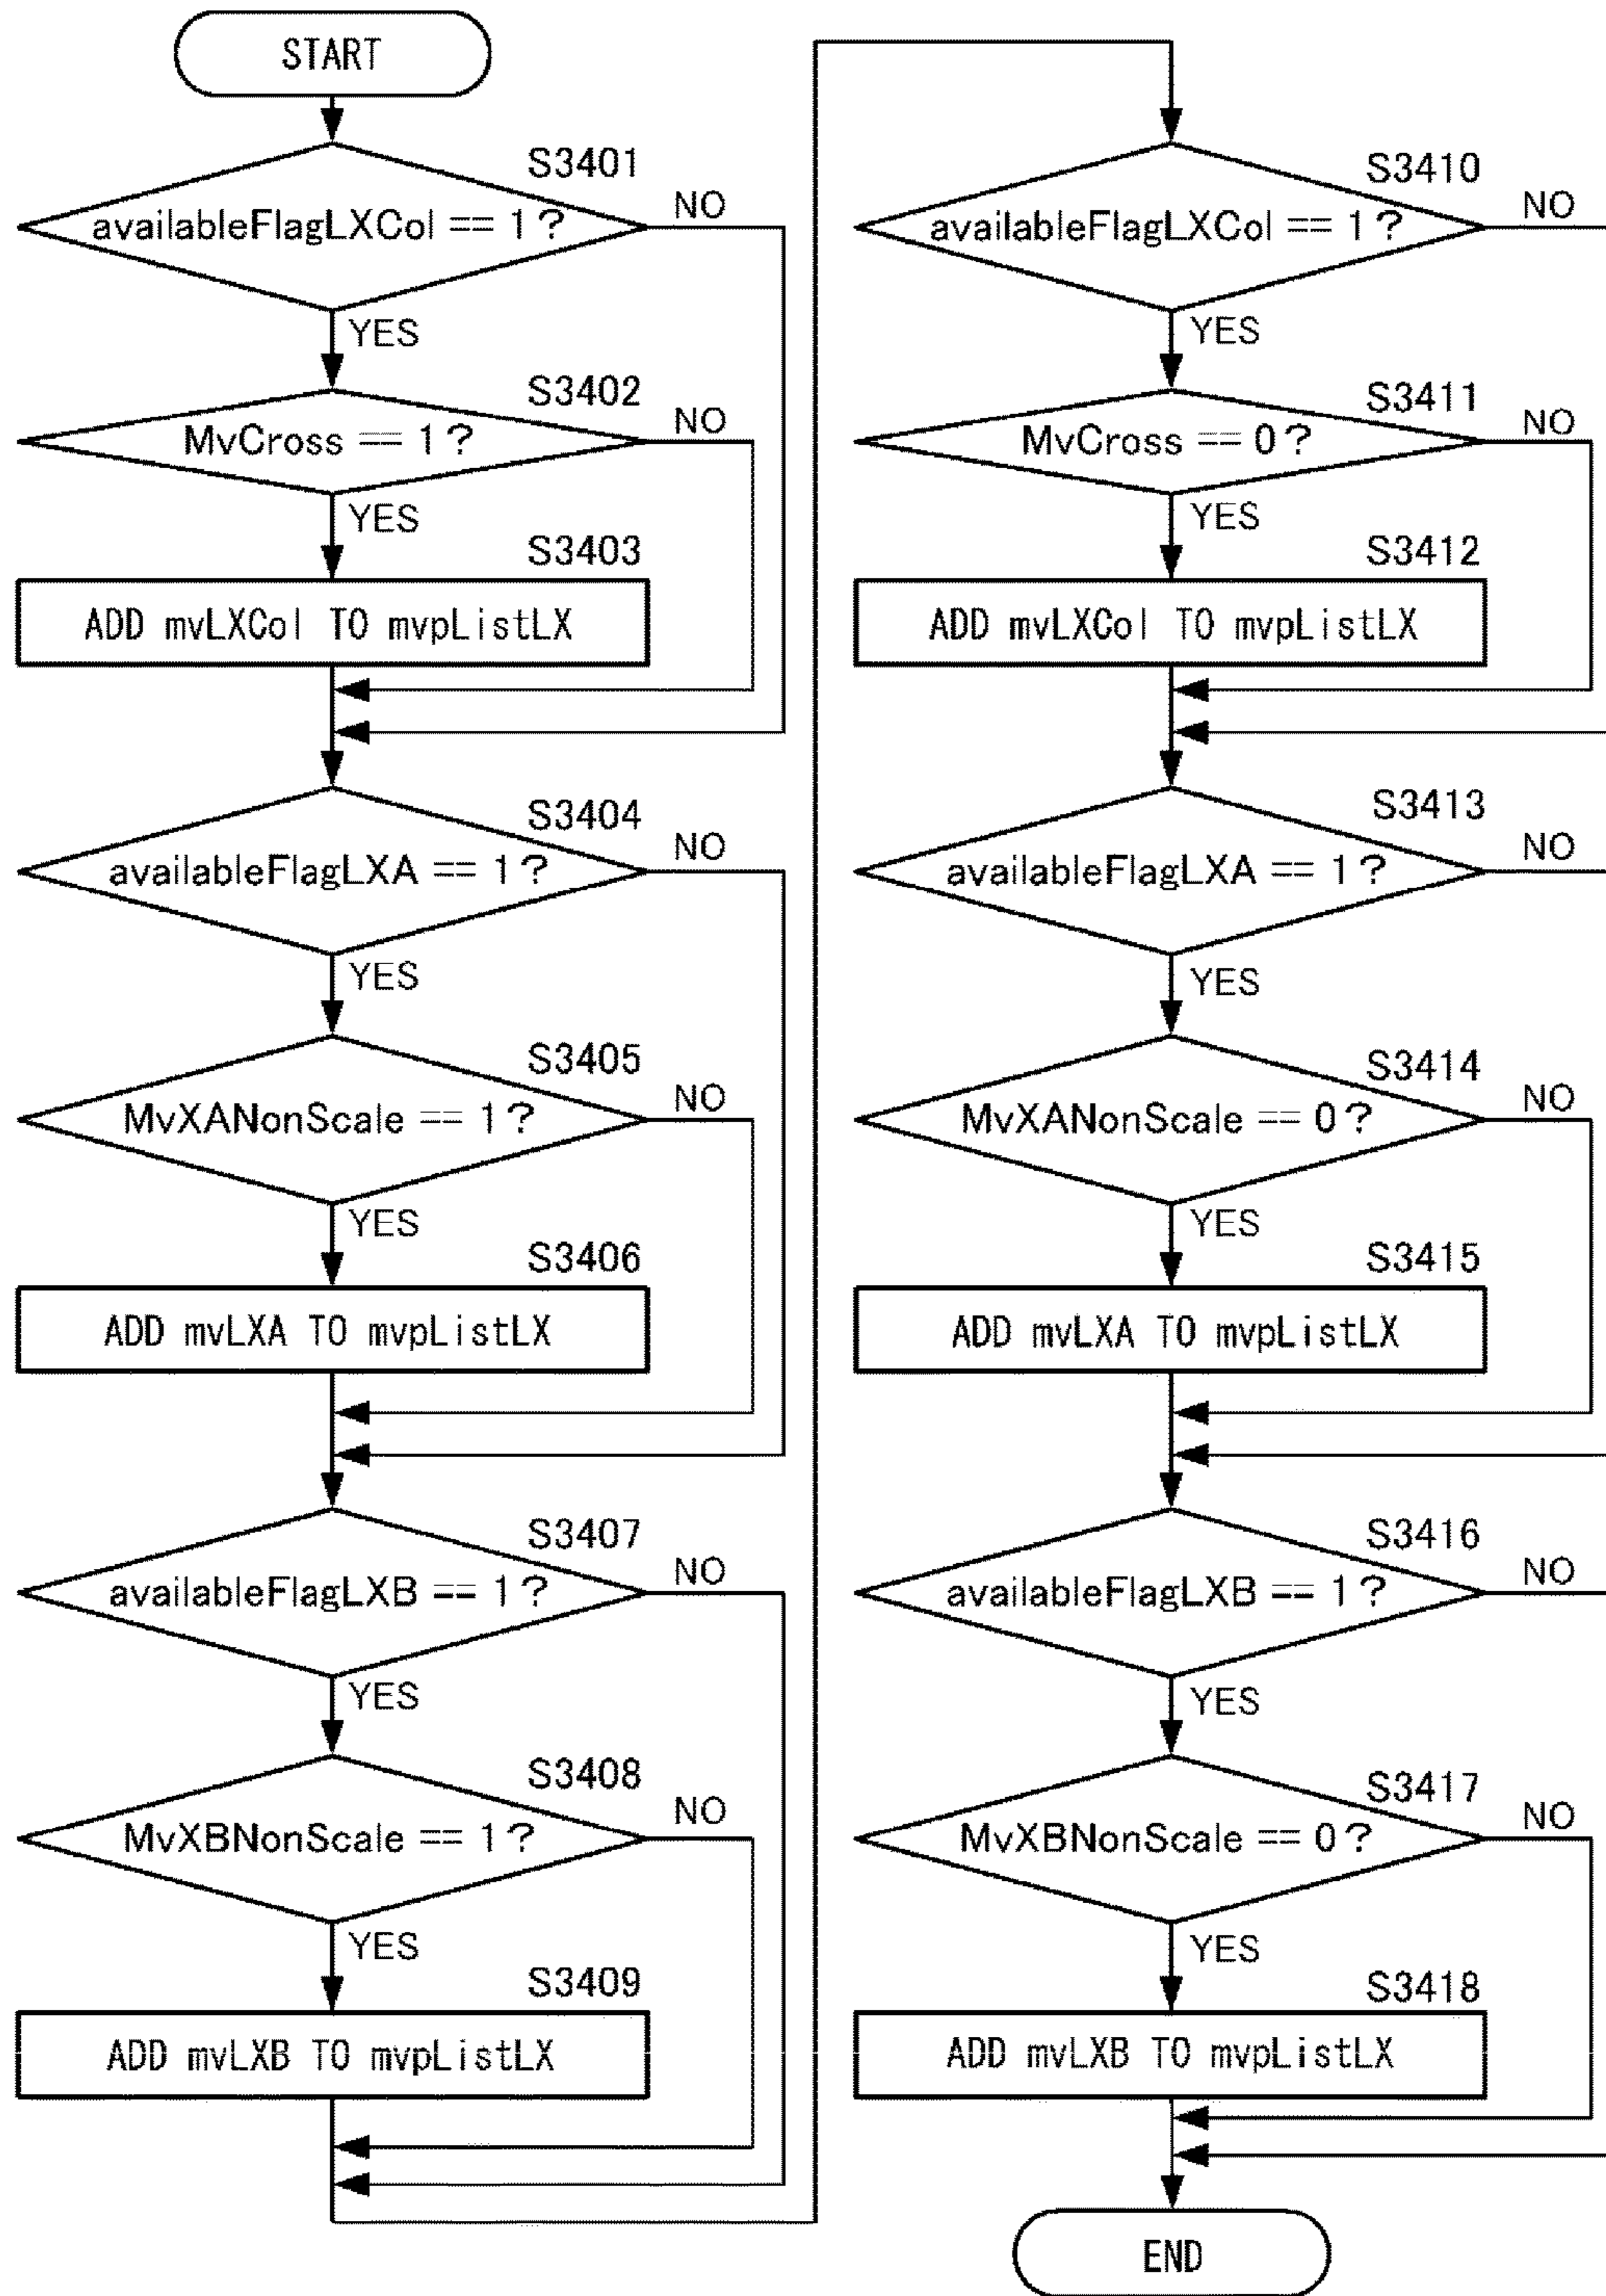 START
S3401
availableFlagLXCol == 1?
NO
YES
S3402
MvCross == 1?
NO
YES
S3403
ADD mvLXCol TO mvpListLX
S3404
availableFlagLXA == 1?
NO
YES
S3405
MvXANonScale == 1?
NO
YES
S3406
ADD mvLXA TO mvpListLX
S3407
availableFlagLXB == 1?
NO
YES
S3408
MvXBNonScale == 1?
NO
YES
S3409
ADD mvLXB TO mvpListLX
S3410
availableFlagLXCol == 1?
NO
YES
S3411
MvCross == 0?
NO
YES
S3412
ADD mvLXCol TO mvpListLX
S3413
availableFlagLXA == 1?
NO
YES
S3414
MvXANonScale == 0?
NO
YES
S3415
ADD mvLXA TO mvpListLX
S3416
availableFlagLXB == 1?
NO
YES
S3417
MvXBNonScale == 0?
NO
YES
S3418
ADD mvLXB TO mvpListLX
END